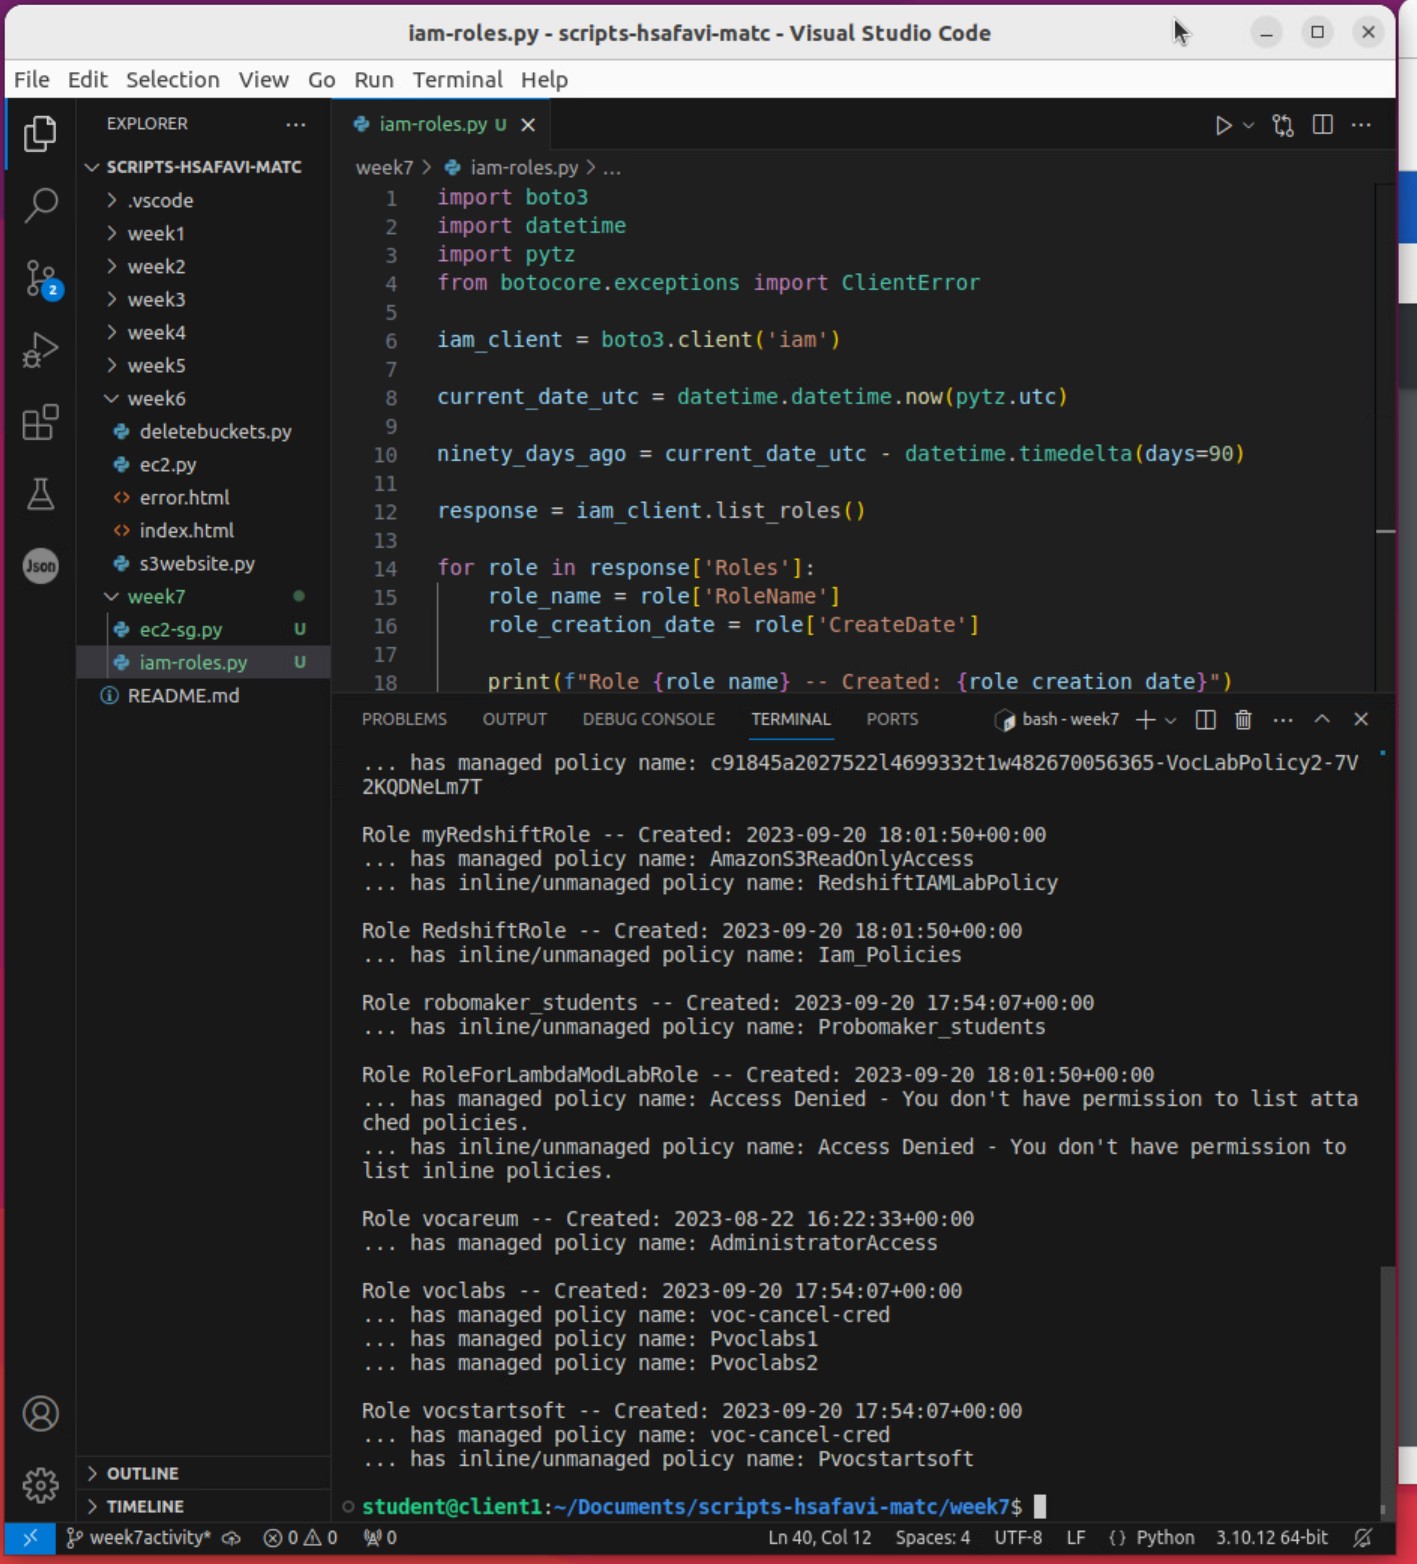 iam-roles.py - scripts-hsafavi-matc - Visual Studio Code
File Edit Selection View Go Run Terminal Help
EXPLORER
SCRIPTS-HSAFAVI-MATC
.vscode
week1
week2
week3
week4
week5
week6
deletebuckets.py
ec2.py
error.html
index.html
s3website.py
week7
ec2-sg.py U
iam-roles.py U
README.md
OUTLINE
TIMELINE
2
Json
iam-roles.py U
week7 > iam-roles.py > ...
1 import boto3
2 import datetime
3 import pytz
4 from botocore.exceptions import ClientError
5
6 iam_client = boto3.client('iam')
7
8 current_date_utc = datetime.datetime.now(pytz.utc)
9
10 ninety_days_ago = current_date_utc - datetime.timedelta(days=90)
11
12 response = iam_client.list_roles()
13
14 for role in response['Roles']:
15     role_name = role['RoleName']
16     role_creation_date = role['CreateDate']
17
18     print(f"Role {role_name} -- Created: {role_creation_date}")
PROBLEMS OUTPUT DEBUG CONSOLE TERMINAL PORTS bash - week7
... has managed policy name: c91845a2027522l4699332t1w482670056365-VocLabPolicy2-7V
2KQDNeLm7T
Role myRedshiftRole -- Created: 2023-09-20 18:01:50+00:00
... has managed policy name: AmazonS3ReadOnlyAccess
... has inline/unmanaged policy name: RedshiftIAMLabPolicy
Role RedshiftRole -- Created: 2023-09-20 18:01:50+00:00
... has inline/unmanaged policy name: Iam_Policies
Role robomaker_students -- Created: 2023-09-20 17:54:07+00:00
... has inline/unmanaged policy name: Probomaker_students
Role RoleForLambdaModLabRole -- Created: 2023-09-20 18:01:50+00:00
... has managed policy name: Access Denied - You don't have permission to list atta
ched policies.
... has inline/unmanaged policy name: Access Denied - You don't have permission to
list inline policies.
Role vocareum -- Created: 2023-08-22 16:22:33+00:00
... has managed policy name: AdministratorAccess
Role voclabs -- Created: 2023-09-20 17:54:07+00:00
... has managed policy name: voc-cancel-cred
... has managed policy name: Pvoclabs1
... has managed policy name: Pvoclabs2
Role vocstartsoft -- Created: 2023-09-20 17:54:07+00:00
... has managed policy name: voc-cancel-cred
... has inline/unmanaged policy name: Pvocstartsoft
student@client1:~/Documents/scripts-hsafavi-matc/week7$
week7activity* 0 0 0 Ln 40, Col 12 Spaces: 4 UTF-8 LF {} Python 3.10.12 64-bit